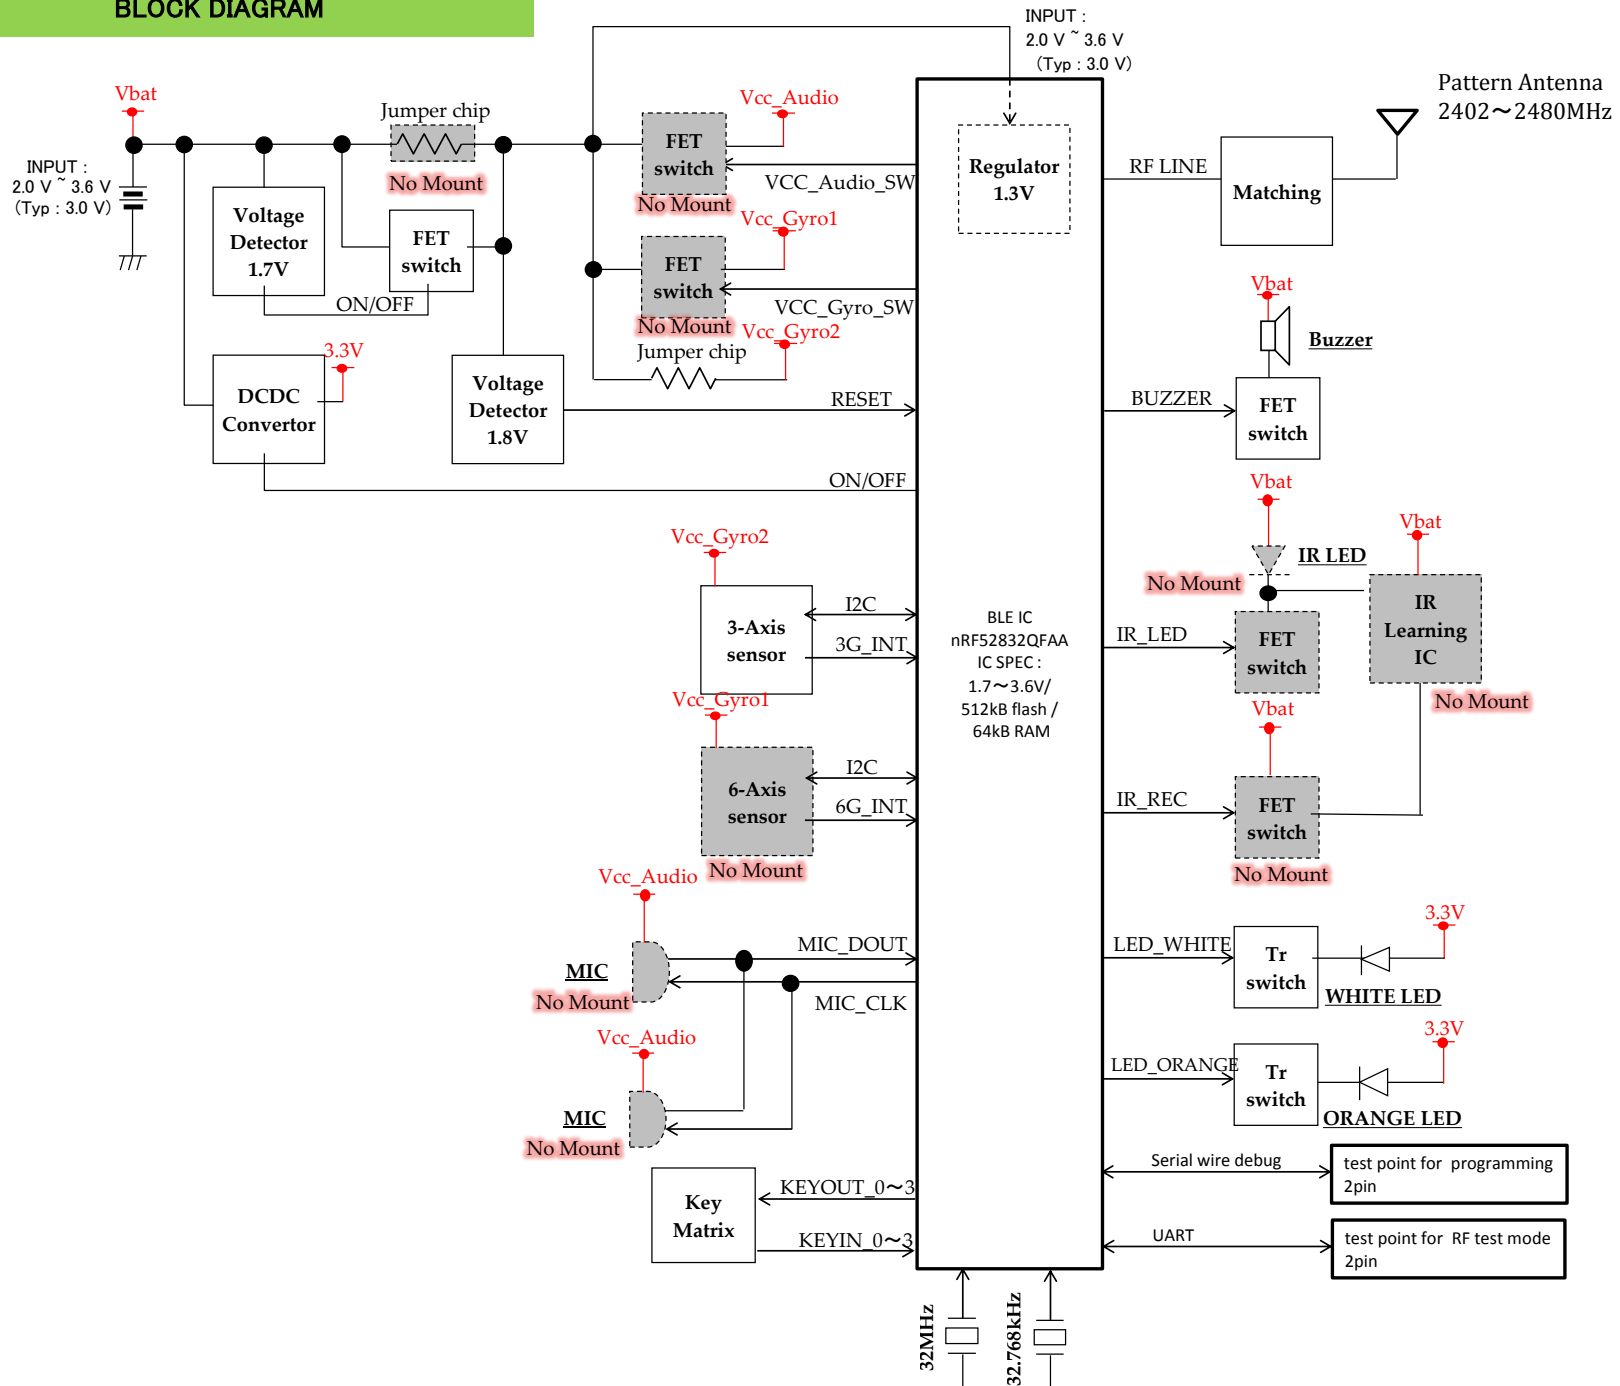 BLOCK DIAGRAM
INPUT :
2.0 V ~ 3.6 V
(Typ : 3.0 V)
Vbat
INPUT :
2.0 V ~ 3.6 V
(Typ : 3.0 V)
Jumper chip
No Mount
Voltage
Detector
1.7V
FET
switch
ON/OFF
DCDC
Convertor
3.3V
Voltage
Detector
1.8V
FET
switch
No Mount
Vcc_Audio
VCC_Audio_SW
FET
switch
No Mount
Vcc_Gyro1
VCC_Gyro_SW
Jumper chip
Vcc_Gyro2
RESET
ON/OFF
Regulator
1.3V
RF LINE
Matching
Pattern Antenna
2402～2480MHz
Vbat
Buzzer
BUZZER
FET
switch
Vbat
IR LED
No Mount
IR_LED
FET
switch
Vbat
IR
Learning
IC
No Mount
Vbat
IR_REC
FET
switch
No Mount
Vcc_Gyro2
3-Axis
sensor
I2C
3G_INT
Vcc_Gyro1
6-Axis
sensor
No Mount
I2C
6G_INT
BLE IC
nRF52832QFAA
IC SPEC :
1.7～3.6V/
512kB flash /
64kB RAM
Vcc_Audio
MIC
No Mount
MIC_DOUT
MIC_CLK
Vcc_Audio
MIC
No Mount
Key
Matrix
KEYOUT_0～3
KEYIN_0～3
LED_WHITE
Tr
switch
3.3V
WHITE LED
LED_ORANGE
Tr
switch
3.3V
ORANGE LED
Serial wire debug
test point for programming
2pin
UART
test point for RF test mode
2pin
32MHz
32.768kHz